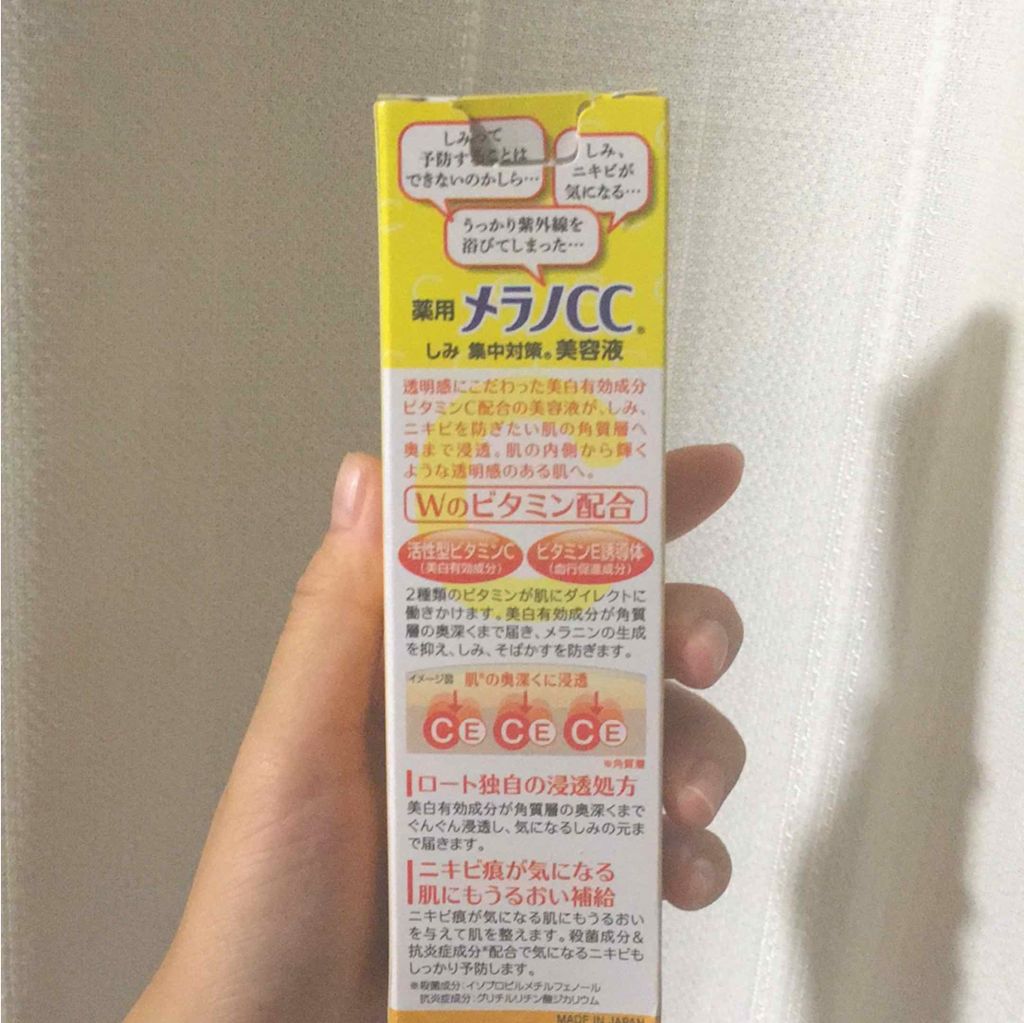 しみって
予防することは
できないのかしら…
しみ、
ニキビが
気になる…
うっかり紫外線を
浴びてしまった…
薬用 メラノCC®
しみ 集中対策® 美容液
透明感にこだわった美白有効成分
ビタミンC配合の美容液が、しみ、
ニキビを防ぎたい肌の角質層へ
奥まで浸透。肌の内側から輝く
ような透明感のある肌へ。
Wのビタミン配合
活性型ビタミンC
(美白有効成分)
ビタミンE誘導体
(血行促進成分)
2種類のビタミンが肌にダイレクトに
働きかけます。美白有効成分が角質
層の奥深くまで届き、メラニンの生成
を抑え、しみ、そばかすを防ぎます。
イメージ図 肌※の奥深くに浸透
C E C E C E
※角質層
ロート独自の浸透処方
美白有効成分が角質層の奥深くまで
ぐんぐん浸透し、気になるしみの元ま
で届きます。
ニキビ痕が気になる
肌にもうるおい補給
ニキビ痕が気になる肌にもうるおい
を与えて肌を整えます。殺菌成分&
抗炎症成分*配合で気になるニキビも
しっかり予防します。
※殺菌成分:イソプロピルメチルフェノール
抗炎症成分:グリチルリチン酸ジカリウム
MADE IN JAPAN